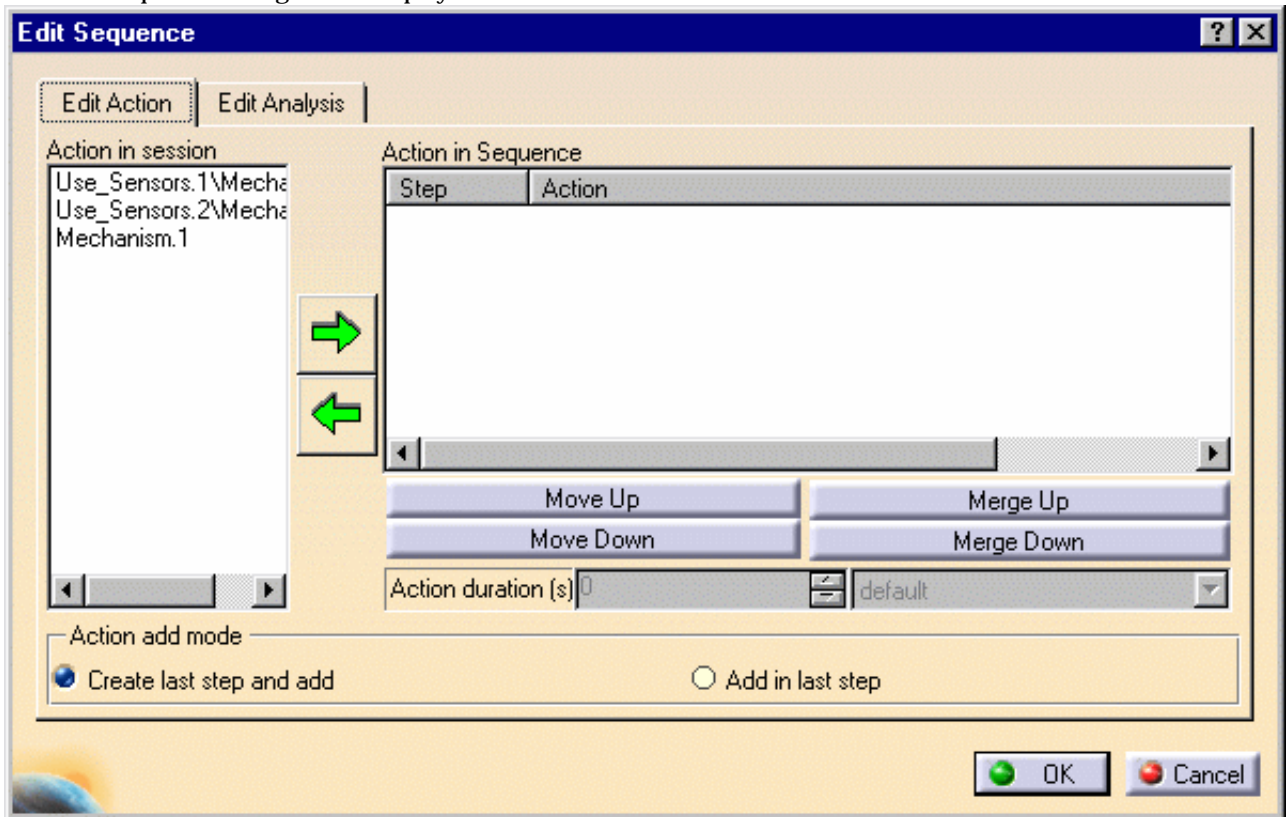 Edit Sequence
Edit Action Edit Analysis
Action in session
Action in Sequence
Use_Sensors.1\Mecha
Use_Sensors.2\Mecha
Mechanism.1
Step Action
Move Up Merge Up
Move Down Merge Down
Action duration (s) 0 default
Action add mode
Create last step and add Add in last step
OK Cancel